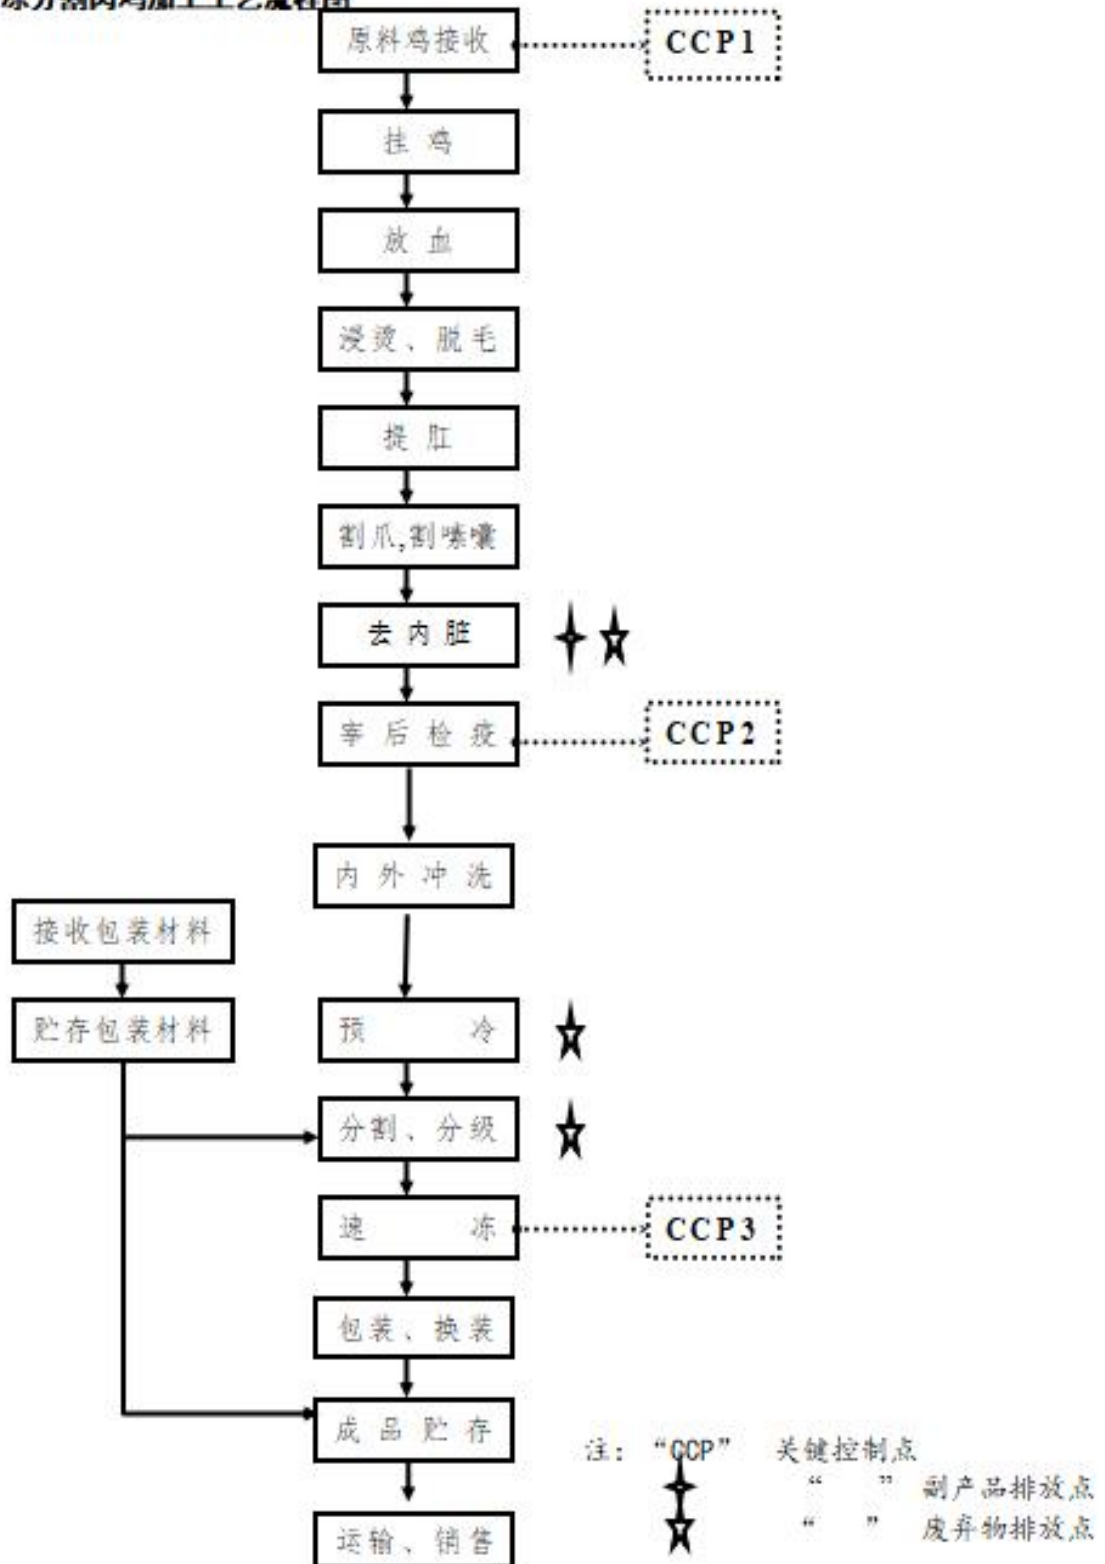 原料鸡接收
CCP1
挂鸡
放血
浸烫、脱毛
提肛
割爪,割嗉囊
去内脏
宰后检疫
CCP2
内外冲洗
接收包装材料
贮存包装材料
预冷
分割、分级
速冻
CCP3
包装、换装
成品贮存
运输、销售
注：“CCP” 关键控制点
“ ” 副产品排放点
“ ” 废弃物排放点